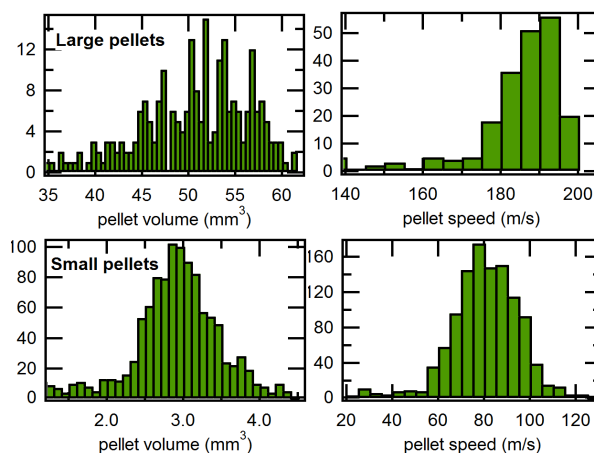 Large pellets
12
8
4
0
35 40 45 50 55 60
pellet volume (mm3)
50
40
30
20
10
0
140 160 180 200
pellet speed (m/s)
Small pellets
100
80
60
40
20
0
2.0 3.0 4.0
pellet volume (mm3)
160
120
80
40
0
20 40 60 80 100 120
pellet speed (m/s)